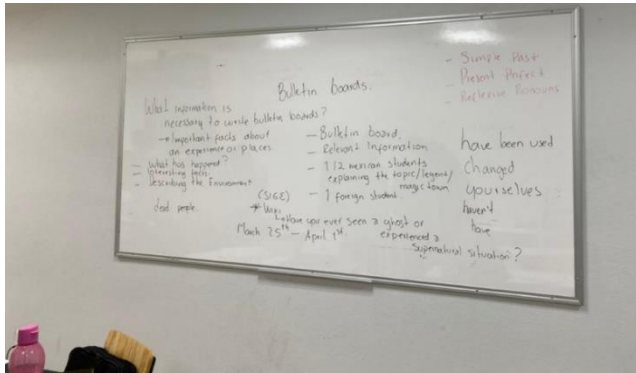 Bulletin boards.
What information is
necessary to write bulletin boards?
→ Important facts about
an experience or places.
- What has happened?
- Interesting facts.
- Describing the Environment
dead people.
- Bulletin board.
- Relevant Information
- 1/2 mexican students
explaining the topic/legend/
magic town
- 1 foreign student
(SIGE)
Have you ever seen a ghost or
experienced a
supernatural situation?
March 25th - April 1st.
- Simple Past
- Present Perfect
- Reflexive Pronouns
have been used
changed
yourselves
haven't
have